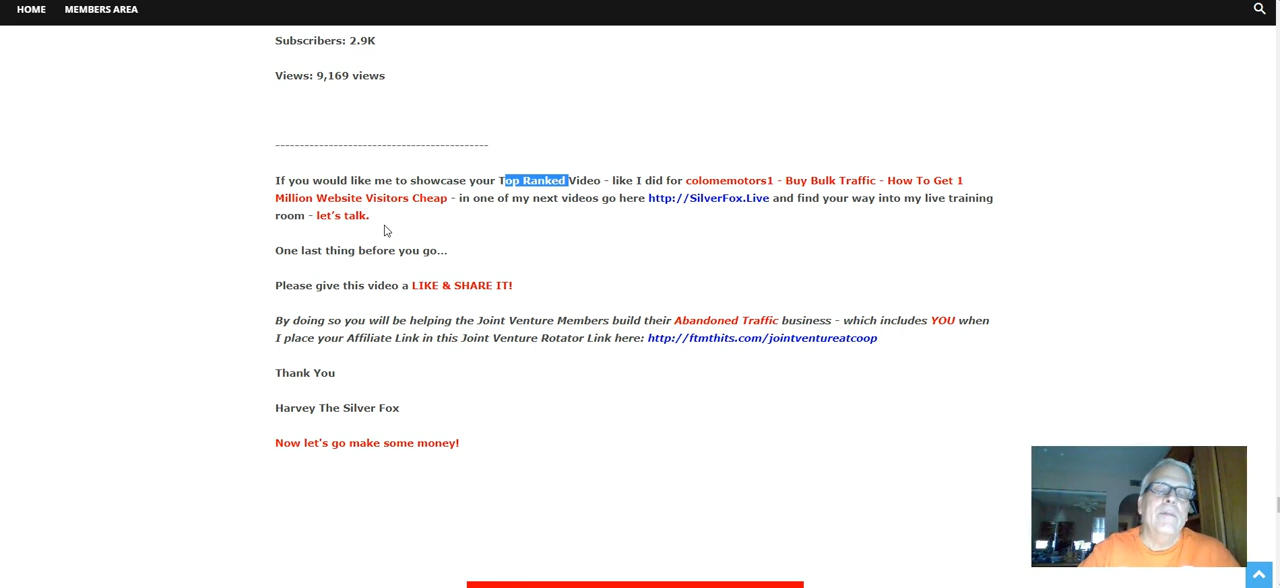 HOME MEMBERS AREA
Subscribers: 2.9K
Views: 9,169 views
--------------------------------------------
If you would like me to showcase your Top Ranked Video - like I did for colomemotors1 - Buy Bulk Traffic - How To Get 1
Million Website Visitors Cheap - in one of my next videos go here http://SilverFox.Live and find your way into my live training
room - let's talk.
One last thing before you go...
Please give this video a LIKE & SHARE IT!
By doing so you will be helping the Joint Venture Members build their Abandoned Traffic business - which includes YOU when
I place your Affiliate Link in this Joint Venture Rotator Link here: http://ftmthits.com/jointventureatcoop
Thank You
Harvey The Silver Fox
Now let's go make some money!